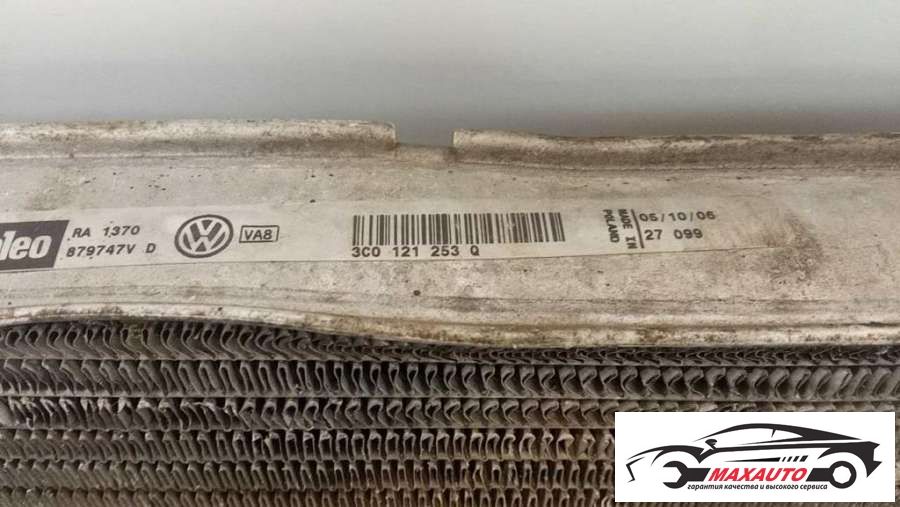 aleo
RA 1370
879747V D
VA8
3C0 121 253 Q
MADE IN
POLAND
05/10/06
27 099
MAXAUTO
гарантия качества и высокого сервиса